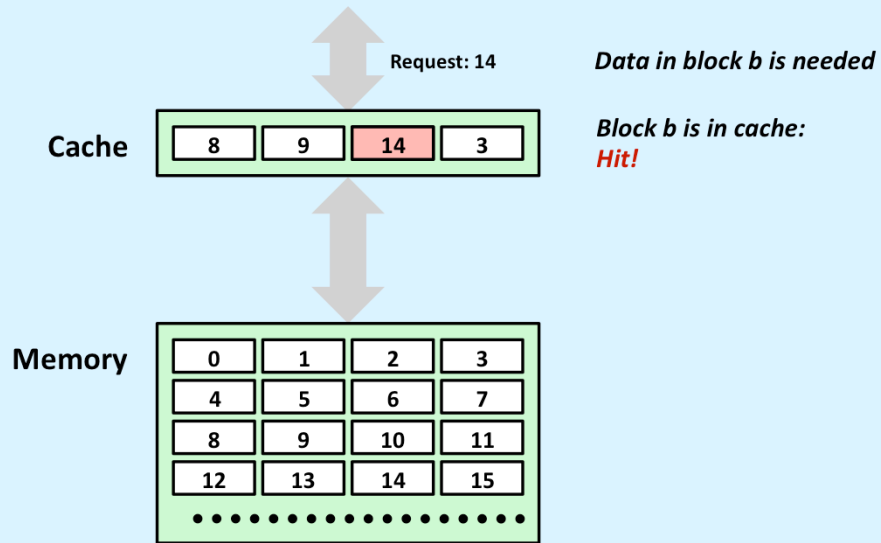 Request: 14
Data in block b is needed
Cache
8 9 14 3
Block b is in cache:
Hit!
Memory
0 1 2 3
4 5 6 7
8 9 10 11
12 13 14 15